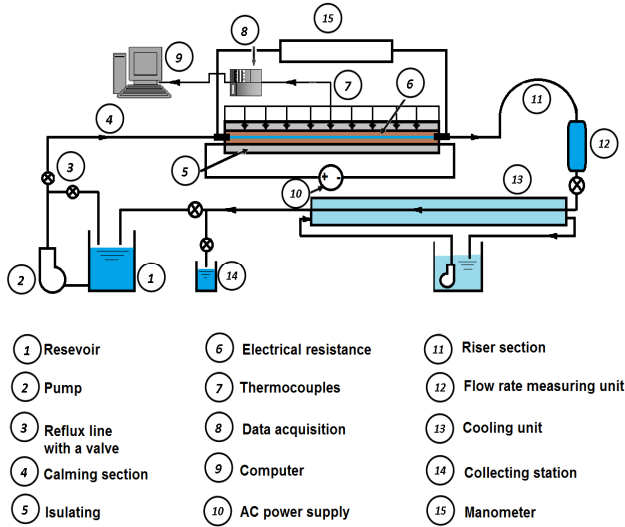 15
8
9
7
6
4
11
3
5
12
+ -
10
13
2
1
14
1 Resevoir
2 Pump
3 Reflux line
with a valve
4 Calming section
5 Isulating
6 Electrical resistance
7 Thermocouples
8 Data acquisition
9 Computer
10 AC power supply
11 Riser section
12 Flow rate measuring unit
13 Cooling unit
14 Collecting station
15 Manometer